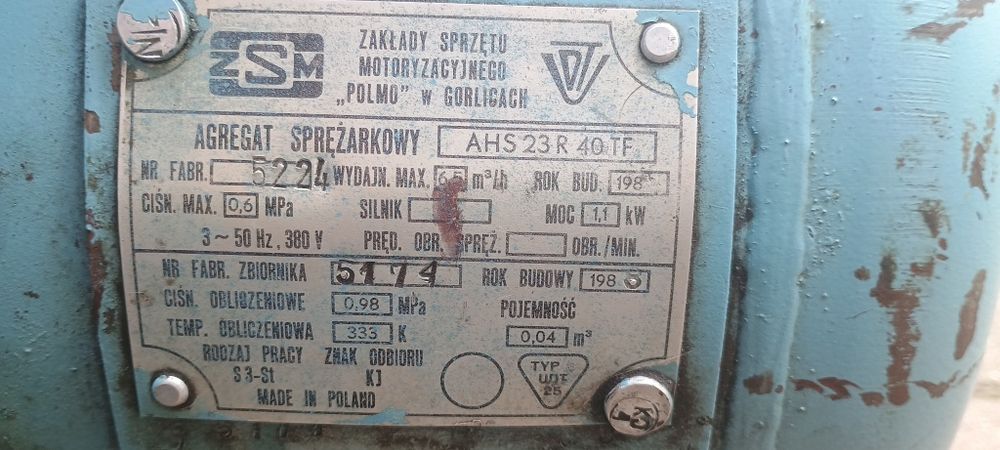 ZSM
ZAKŁADY SPRZĘTU
MOTORYZACYJNEGO
„POLMO" W GORLICACH
AGREGAT SPRĘŻARKOWY AHS 23 R 40 TF
NR FABR. 5224 WYDAJN. MAX. 6,5 m³/h ROK BUD. 198
CIŚN. MAX. 0,6 MPa SILNIK MOC 1,1 kW
3 ~ 50 Hz, 380 V PRĘD. OBR. SPRĘŻ. OBR./MIN.
NR FABR. ZBIORNIKA 5174 ROK BUDOWY 198
CIŚN. OBLICZENIOWE 0,98 MPa POJEMNOŚĆ
TEMP. OBLICZENIOWA 333 K 0,04 m³
RODZAJ PRACY ZNAK ODBIORU
S3-St KJ
MADE IN POLAND
TYP
UDT
25